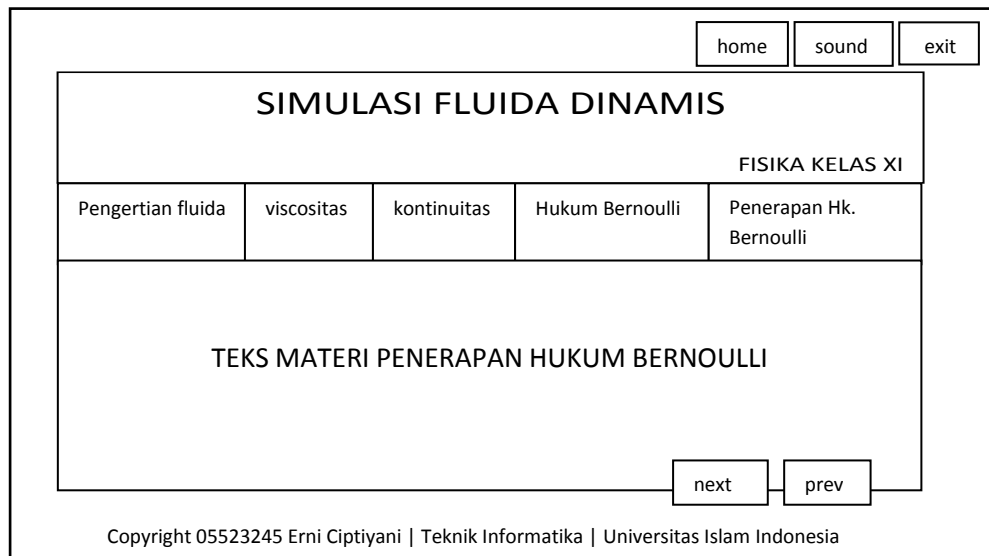 home sound exit
SIMULASI FLUIDA DINAMIS
FISIKA KELAS XI
Pengertian fluida viscositas kontinuitas Hukum Bernoulli Penerapan Hk.
Bernoulli
TEKS MATERI PENERAPAN HUKUM BERNOULLI
next prev
Copyright 05523245 Erni Ciptiyani | Teknik Informatika | Universitas Islam Indonesia